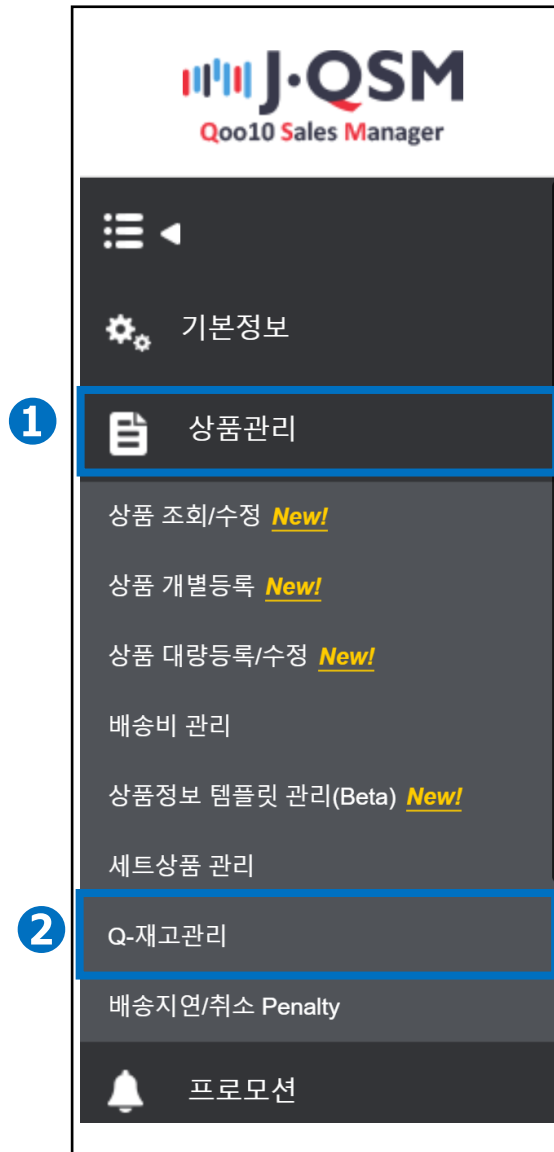 J·QSM
Qoo10 Sales Manager
기본정보
1
상품관리
상품 조회/수정 New!
상품 개별등록 New!
상품 대량등록/수정 New!
배송비 관리
상품정보 템플릿 관리(Beta) New!
세트상품 관리
2
Q-재고관리
배송지연/취소 Penalty
프로모션